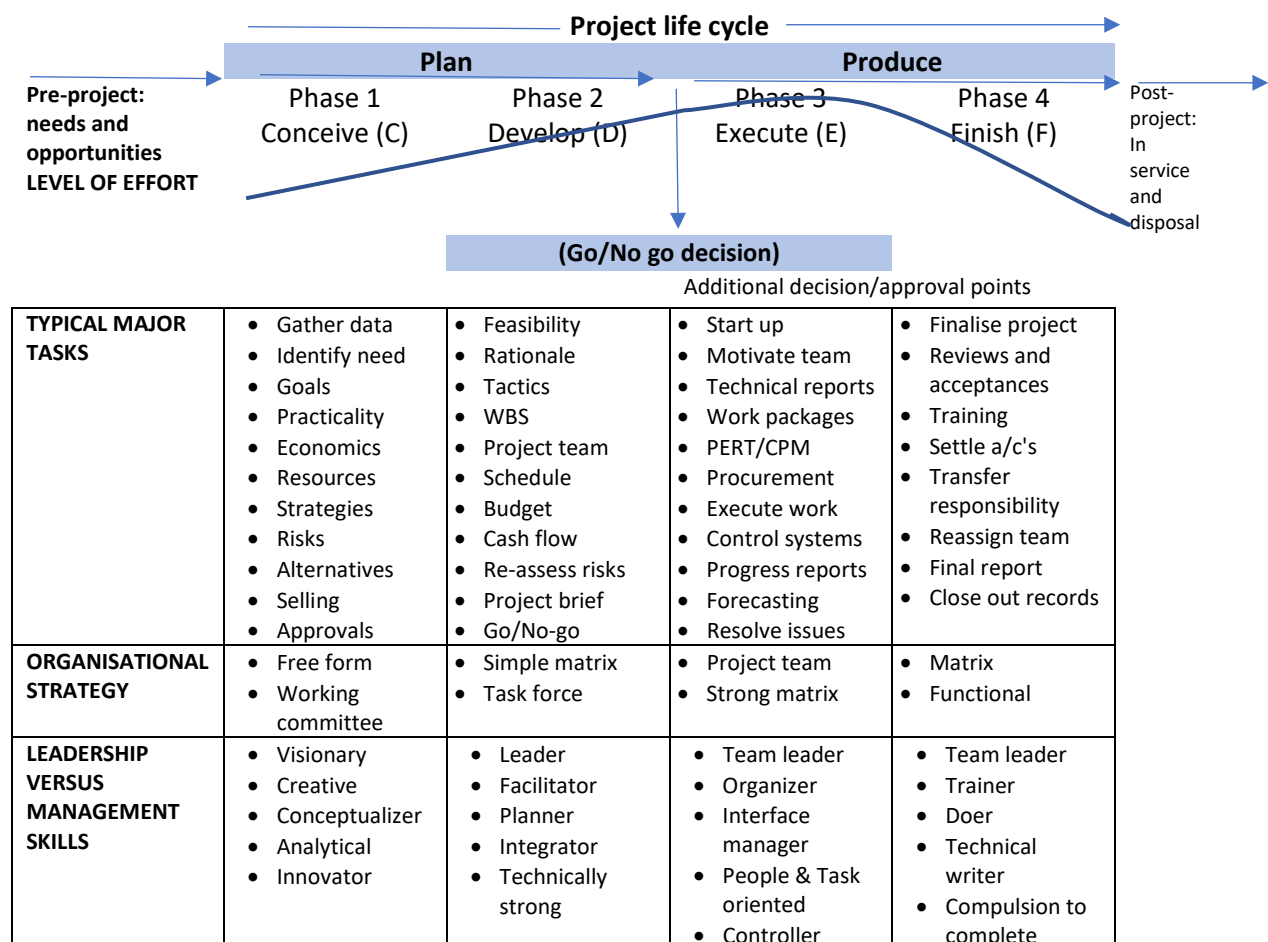 Project life cycle
Plan
Produce
Pre-project:
needs and
opportunities
LEVEL OF EFFORT
Phase 1
Conceive (C)
Phase 2
Develop (D)
Phase 3
Execute (E)
Phase 4
Finish (F)
Post-
project:
In
service
and
disposal
(Go/No go decision)
Additional decision/approval points
TYPICAL MAJOR
TASKS
• Gather data
• Identify need
• Goals
• Practicality
• Economics
• Resources
• Strategies
• Risks
• Alternatives
• Selling
• Approvals
• Feasibility
• Rationale
• Tactics
• WBS
• Project team
• Schedule
• Budget
• Cash flow
• Re-assess risks
• Project brief
• Go/No-go
• Start up
• Motivate team
• Technical reports
• Work packages
• PERT/CPM
• Procurement
• Execute work
• Control systems
• Progress reports
• Forecasting
• Resolve issues
• Finalise project
• Reviews and
acceptances
• Training
• Settle a/c's
• Transfer
responsibility
• Reassign team
• Final report
• Close out records
ORGANISATIONAL
STRATEGY
• Free form
• Working
committee
• Simple matrix
• Task force
• Project team
• Strong matrix
• Matrix
• Functional
LEADERSHIP
VERSUS
MANAGEMENT
SKILLS
• Visionary
• Creative
• Conceptualizer
• Analytical
• Innovator
• Leader
• Facilitator
• Planner
• Integrator
• Technically
strong
• Team leader
• Organizer
• Interface
manager
• People & Task
oriented
• Controller
• Team leader
• Trainer
• Doer
• Technical
writer
• Compulsion to
complete